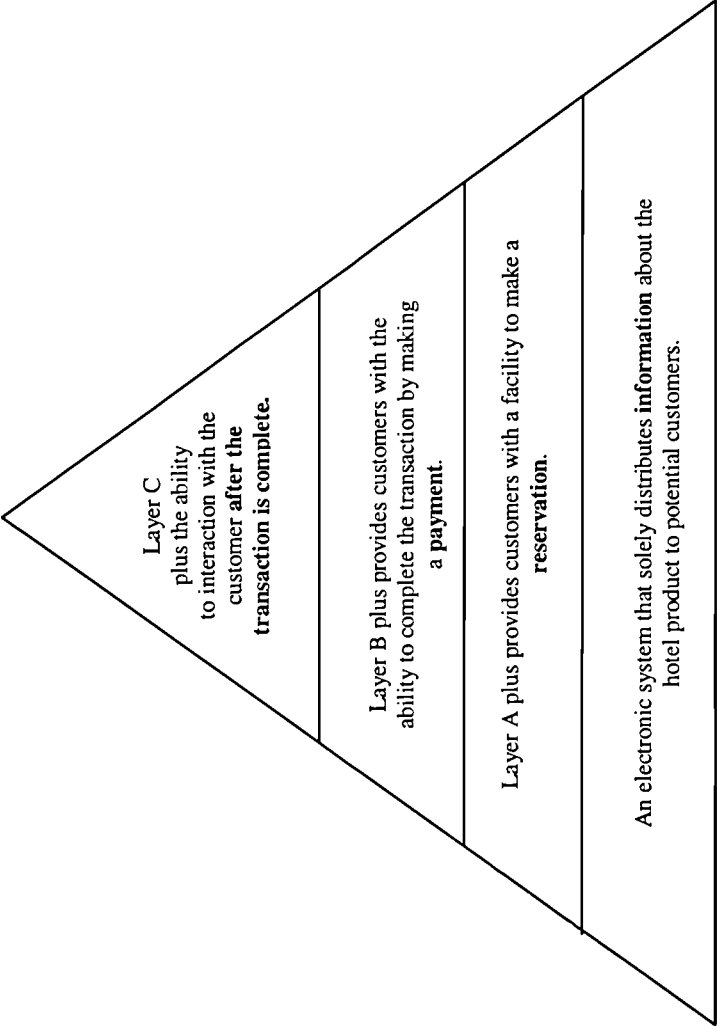 Layer C
plus the ability
to interaction with the
customer after the
transaction is complete.
Layer B plus provides customers with the
ability to complete the transaction by making
a payment.
Layer A plus provides customers with a facility to make a
reservation.
An electronic system that solely distributes information about the
hotel product to potential customers.